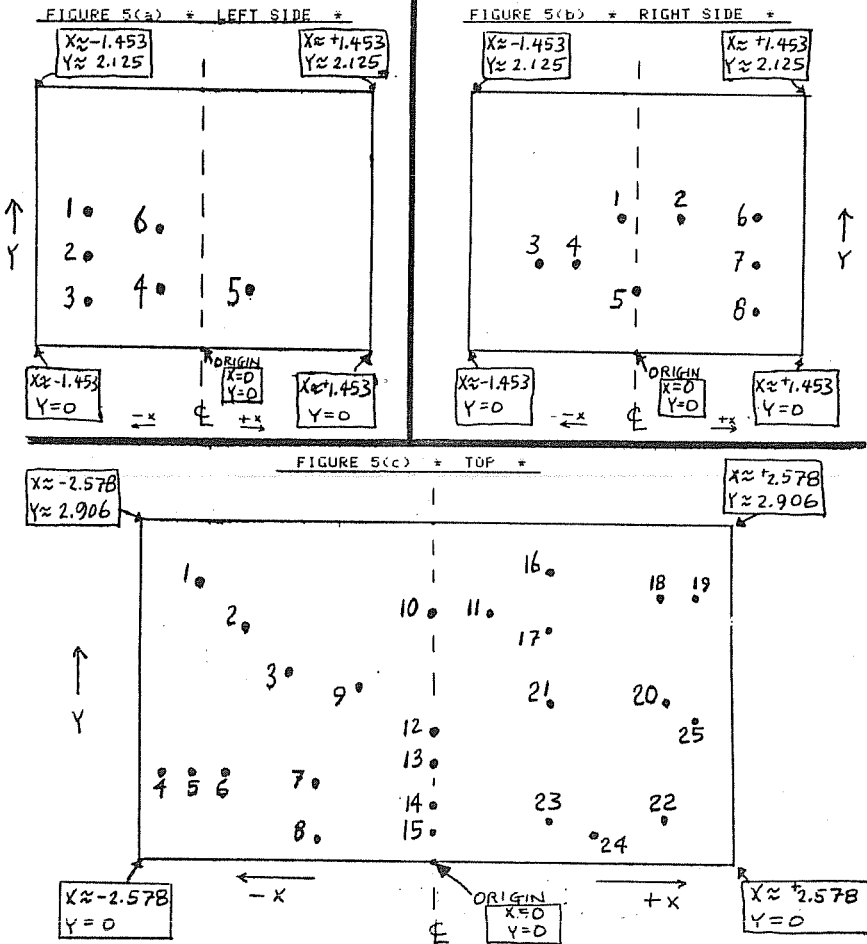 FIGURE 5(a) * LEFT SIDE *
X≈-1.453
Y≈ 2.125
X≈+1.453
Y≈ 2.125
1
6
2
3
4
5
↑
Y
X≈-1.453
Y=0
ORIGIN
X=0
Y=0
X≈+1.453
Y=0
-x
℄
+x
FIGURE 5(b) * RIGHT SIDE *
X≈-1.453
Y≈ 2.125
X≈+1.453
Y≈ 2.125
1
2
6
3
4
7
5
8
↑
Y
X≈-1.453
Y=0
ORIGIN
X=0
Y=0
X≈+1.453
Y=0
-x
℄
+x
FIGURE 5(c) * TOP *
X≈-2.578
Y≈ 2.906
X≈+2.578
Y≈ 2.906
1
16
18 19
2
10
11
17
3
9
21
20
12
25
13
4 5 6
7
14
23
22
8
15
24
↑
Y
X≈-2.578
Y=0
-X
ORIGIN
X=0
Y=0
℄
+X
X≈+2.578
Y=0